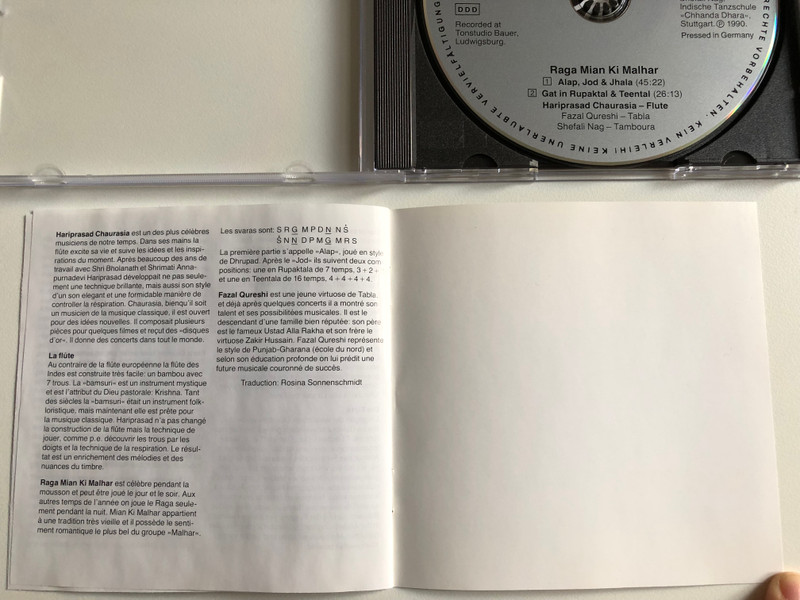 DDD
Recorded at
Tonstudio Bauer,
Ludwigsburg.
Indische Tanzschule
»Chhanda Dhara«.
Stuttgart. Ⓟ 1990.
Pressed in Germany
RECHTE VORBEHALTEN. KEIN VERLEIH! KEINE UNERLAUBTE VERVIELFÄLTIGUNG
Raga Mian Ki Malhar
1 Alap, Jod & Jhala (45:22)
2 Gat in Rupaktal & Teental (26:13)
Hariprasad Chaurasia – Flute
Fazal Qureshi – Tabla
Shefali Nag – Tamboura
Hariprasad Chaurasia est un des plus célèbres
musiciens de notre temps. Dans ses mains la
flûte excite sa vie et suive les idées et les inspi-
rations du moment. Après beaucoup des ans de
travail avec Shri Bholanath et Shrimati Anna-
purnadevi Hariprasad développait ne pas seule-
ment une technique brillante, mais aussi son style
d'un son elegant et une formidable manière de
controller la réspiration. Chaurasia, bienqu'il soit
un musicien de la musique classique, il est ouvert
pour des idées nouvelles. Il composait plusieurs
pièces pour quelques filmes et reçut des »disques
d'or«. Il donne des concerts dans tout le monde.
La flûte
Au contraire de la flûte européenne la flûte des
Indes est construite très facile: un bambou avec
7 trous. La »bamsuri« est un instrument mystique
et est l'attribut du Dieu pastorale: Krishna. Tant
des siècles la »bamsuri« était un instrument folk-
loristique, mais maintenant elle est prête pour
la musique classique. Hariprasad n'a pas changé
la construction de la flûte mais la technique de
jouer, comme p.e. découvrir les trous par les
doigts et la technique de la respiration. Le résul-
tat est un enrichement des mélodies et des
nuances du timbre.
Raga Mian Ki Malhar est célèbre pendant la
mousson et peut être joué le jour et le soir. Aux
autres temps de l'année on joue le Raga seule-
ment pendant la nuit. Mian Ki Malhar appartient
à une tradition très vieille et il possède le senti-
ment romantique le plus bel du groupe »Malhar«.
Les svaras sont: S R G̲ M P D N̲ N Ṡ
Ṡ N N̲ D P M G̲ M R S
La première partie s'appelle »Alap«, joué en style
de Drupad. Après le »Jod« ils suivent deux com-
positions: une en Rupaktala de 7 temps, 3 + 2 +
et une en Teentala de 16 temps, 4 + 4 + 4 + 4.
Fazal Qureshi est une jeune virtuose de Tabla
et déjà après quelques concerts il a montré son
talent et ses possibilitées musicales. Il est le
descendant d'une famille bien réputée: son père
est le fameux Ustad Alla Rakha et son frère le
virtuose Zakir Hussain. Fazal Qureshi représente
le style de Punjab-Gharana (école du nord) et
selon son éducation profonde on lui prédit une
future musicale couronné de succès.
Traduction: Rosina Sonnenschmidt